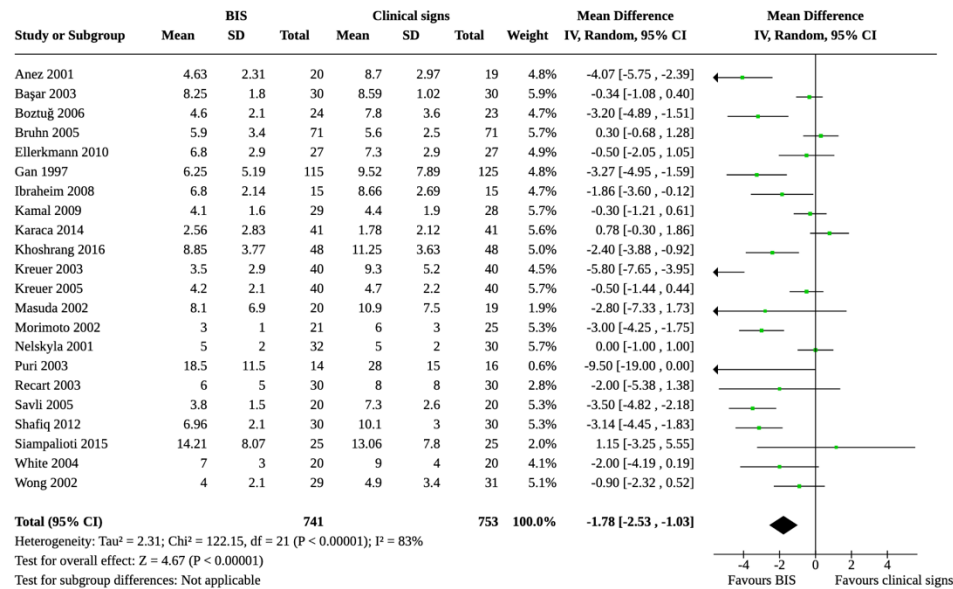 BIS Clinical signs Mean Difference Mean Difference
Study or Subgroup Mean SD Total Mean SD Total Weight IV, Random, 95% CI IV, Random, 95% CI
Anez 2001 4.63 2.31 20 8.7 2.97 19 4.8% -4.07 [-5.75 , -2.39]
Başar 2003 8.25 1.8 30 8.59 1.02 30 5.9% -0.34 [-1.08 , 0.40]
Boztuğ 2006 4.6 2.1 24 7.8 3.6 23 4.7% -3.20 [-4.89 , -1.51]
Bruhn 2005 5.9 3.4 71 5.6 2.5 71 5.7% 0.30 [-0.68 , 1.28]
Ellerkmann 2010 6.8 2.9 27 7.3 2.9 27 4.9% -0.50 [-2.05 , 1.05]
Gan 1997 6.25 5.19 115 9.52 7.89 125 4.8% -3.27 [-4.95 , -1.59]
Ibraheim 2008 6.8 2.14 15 8.66 2.69 15 4.7% -1.86 [-3.60 , -0.12]
Kamal 2009 4.1 1.6 29 4.4 1.9 28 5.7% -0.30 [-1.21 , 0.61]
Karaca 2014 2.56 2.83 41 1.78 2.12 41 5.6% 0.78 [-0.30 , 1.86]
Khoshrang 2016 8.85 3.77 48 11.25 3.63 48 5.0% -2.40 [-3.88 , -0.92]
Kreuer 2003 3.5 2.9 40 9.3 5.2 40 4.5% -5.80 [-7.65 , -3.95]
Kreuer 2005 4.2 2.1 40 4.7 2.2 40 5.7% -0.50 [-1.44 , 0.44]
Masuda 2002 8.1 6.9 20 10.9 7.5 19 1.9% -2.80 [-7.33 , 1.73]
Morimoto 2002 3 1 21 6 3 25 5.3% -3.00 [-4.25 , -1.75]
Nelskyla 2001 5 2 32 5 2 30 5.6% 0.00 [-1.00 , 1.00]
Puri 2003 18.5 11.5 14 28 15 16 0.6% -9.50 [-19.00 , 0.00]
Recart 2003 6 5 30 8 8 30 2.8% -2.00 [-5.38 , 1.38]
Savli 2005 3.8 1.5 20 7.3 2.6 20 5.3% -3.50 [-4.82 , -2.18]
Shafiq 2012 6.96 2.1 30 10.1 3 30 5.3% -3.14 [-4.45 , -1.83]
Siampalioti 2015 14.21 8.07 25 13.06 7.8 25 2.0% 1.15 [-3.25 , 5.55]
White 2004 7 3 20 9 4 20 4.1% -2.00 [-4.19 , 0.19]
Wong 2002 4 2.1 29 4.9 3.4 31 5.1% -0.90 [-2.32 , 0.52]
Total (95% CI) 741 753 100.0% -1.78 [-2.53 , -1.03]
Heterogeneity: Tau² = 2.31; Chi² = 122.15, df = 21 (P < 0.00001); I² = 83%
Test for overall effect: Z = 4.67 (P < 0.00001)
Test for subgroup differences: Not applicable
-4 -2 0 2 4
Favours BIS Favours clinical signs